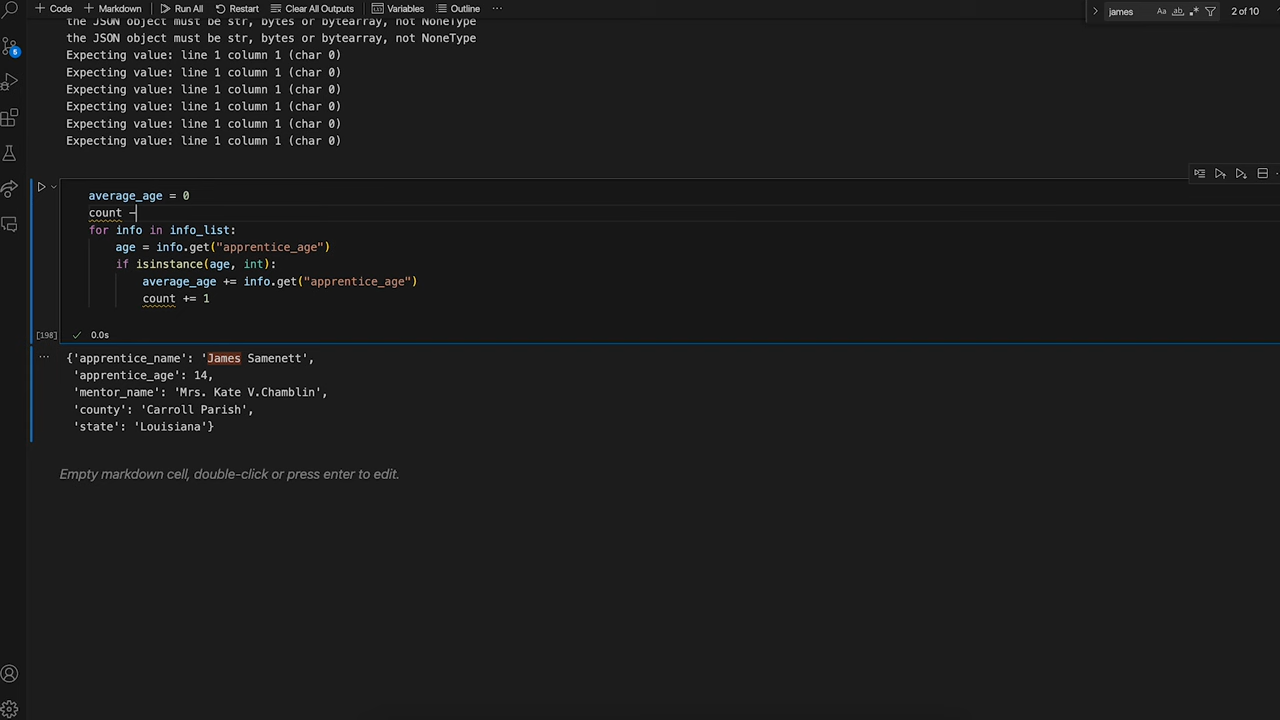 + Code + Markdown Run All Restart Clear All Outputs Variables Outline ...
james Aa ab .* 2 of 10
the JSON object must be str, bytes or bytearray, not NoneType
the JSON object must be str, bytes or bytearray, not NoneType
Expecting value: line 1 column 1 (char 0)
Expecting value: line 1 column 1 (char 0)
Expecting value: line 1 column 1 (char 0)
Expecting value: line 1 column 1 (char 0)
Expecting value: line 1 column 1 (char 0)
Expecting value: line 1 column 1 (char 0)
5
average_age = 0
count -
for info in info_list:
age = info.get("apprentice_age")
if isinstance(age, int):
average_age += info.get("apprentice_age")
count += 1
[198] ✓ 0.0s
... {'apprentice_name': 'James Samenett',
'apprentice_age': 14,
'mentor_name': 'Mrs. Kate V.Chamblin',
'county': 'Carroll Parish',
'state': 'Louisiana'}
Empty markdown cell, double-click or press enter to edit.